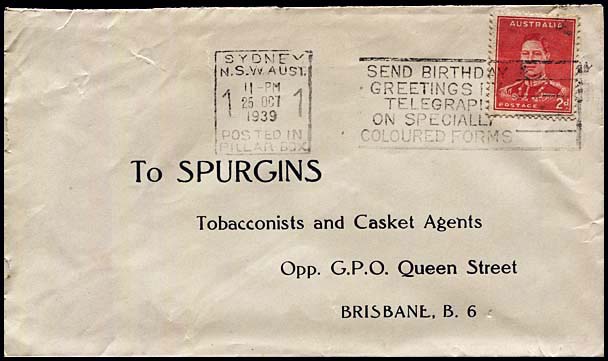 SYDNEY
N.S.W. AUST.
11-PM
1 25 OCT 1
1939
POSTED IN
PILLAR BOX
SEND BIRTHDAY
GREETINGS
TELEGRAP
ON SPECIALLY
COLOURED FORMS
AUSTRALIA
POSTAGE 2d
To SPURGINS
Tobacconists and Casket Agents
Opp. G.P.O. Queen Street
BRISBANE, B. 6